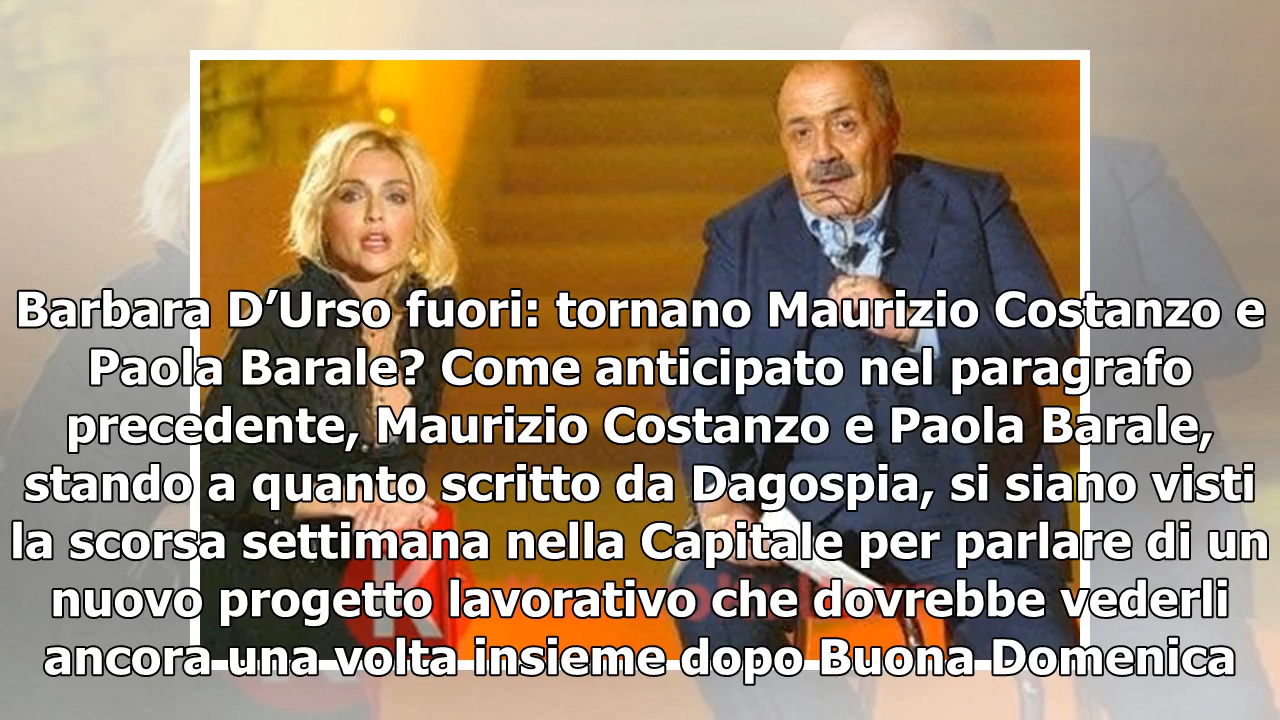 Barbara D’Urso fuori: tornano Maurizio Costanzo e
Paola Barale? Come anticipato nel paragrafo
precedente, Maurizio Costanzo e Paola Barale,
stando a quanto scritto da Dagospia, si siano visti
la scorsa settimana nella Capitale per parlare di un
nuovo progetto lavorativo che dovrebbe vederli
ancora una volta insieme dopo Buona Domenica